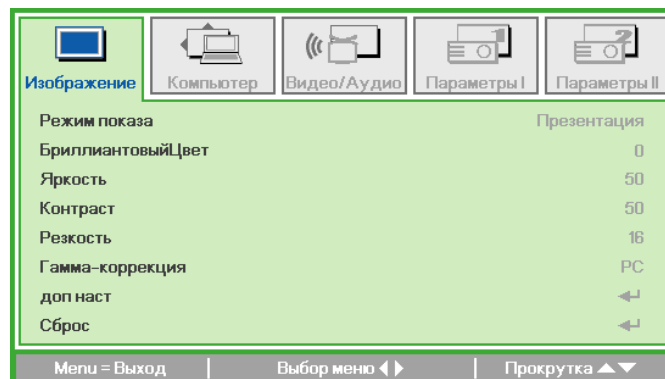 Изображение Компьютер Видео/Аудио Параметры I Параметры II
Режим показа Презентация
БриллиантовыйЦвет 0
Яркость 50
Контраст 50
Резкость 16
Гамма-коррекция PC
доп наст
Сброс
Menu = Выход Выбор меню Прокрутка